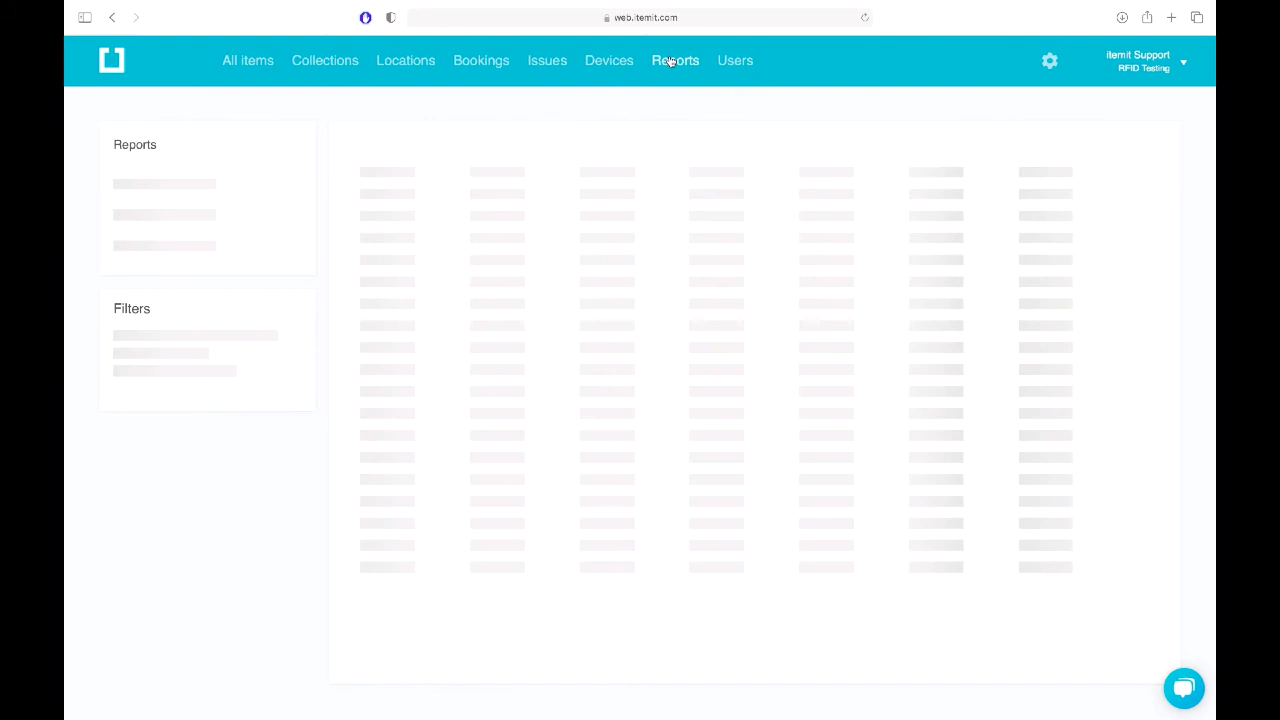 web.itemit.com
All items Collections Locations Bookings Issues Devices Reports Users
itemit Support
RFID Testing
Reports
Filters